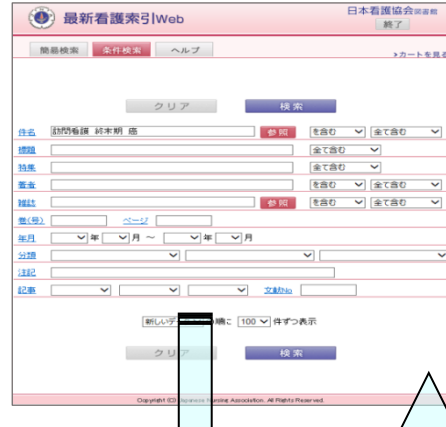 最新看護索引Web
日本看護協会図書館
終了
簡易検索 条件検索 ヘルプ
>カートを見る
クリア 検索
件名 訪問看護 終末期 癌 参照 を含む 全て含む
標題 全て含む
特集 全て含む
著者 を含む 全て含む
雑誌 参照 を含む 全て含む
巻(号) ページ
年月 年 月 ～ 年 月
分類
注記
記事 文献No
新しいデ の順に 100 件ずつ表示
クリア 検索
Copyright (C) Japanese Nursing Association. All Rights Reserved.